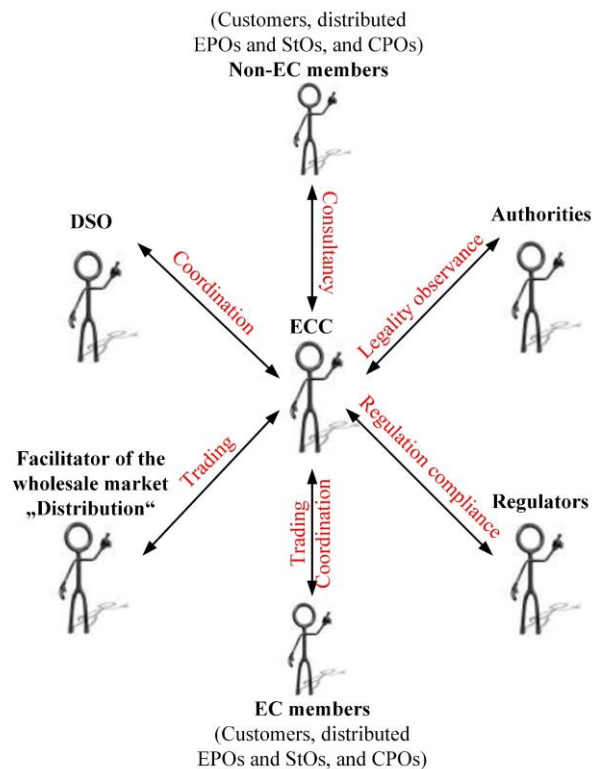 (Customers, distributed
EPOs and StOs, and CPOs)
Non-EC members
DSO
Authorities
Coordination
Consultancy
Legality observance
ECC
Trading
Regulation compliance
Facilitator of the
wholesale market
„Distribution“
Regulators
Trading
Coordination
EC members
(Customers, distributed
EPOs and StOs, and CPOs)